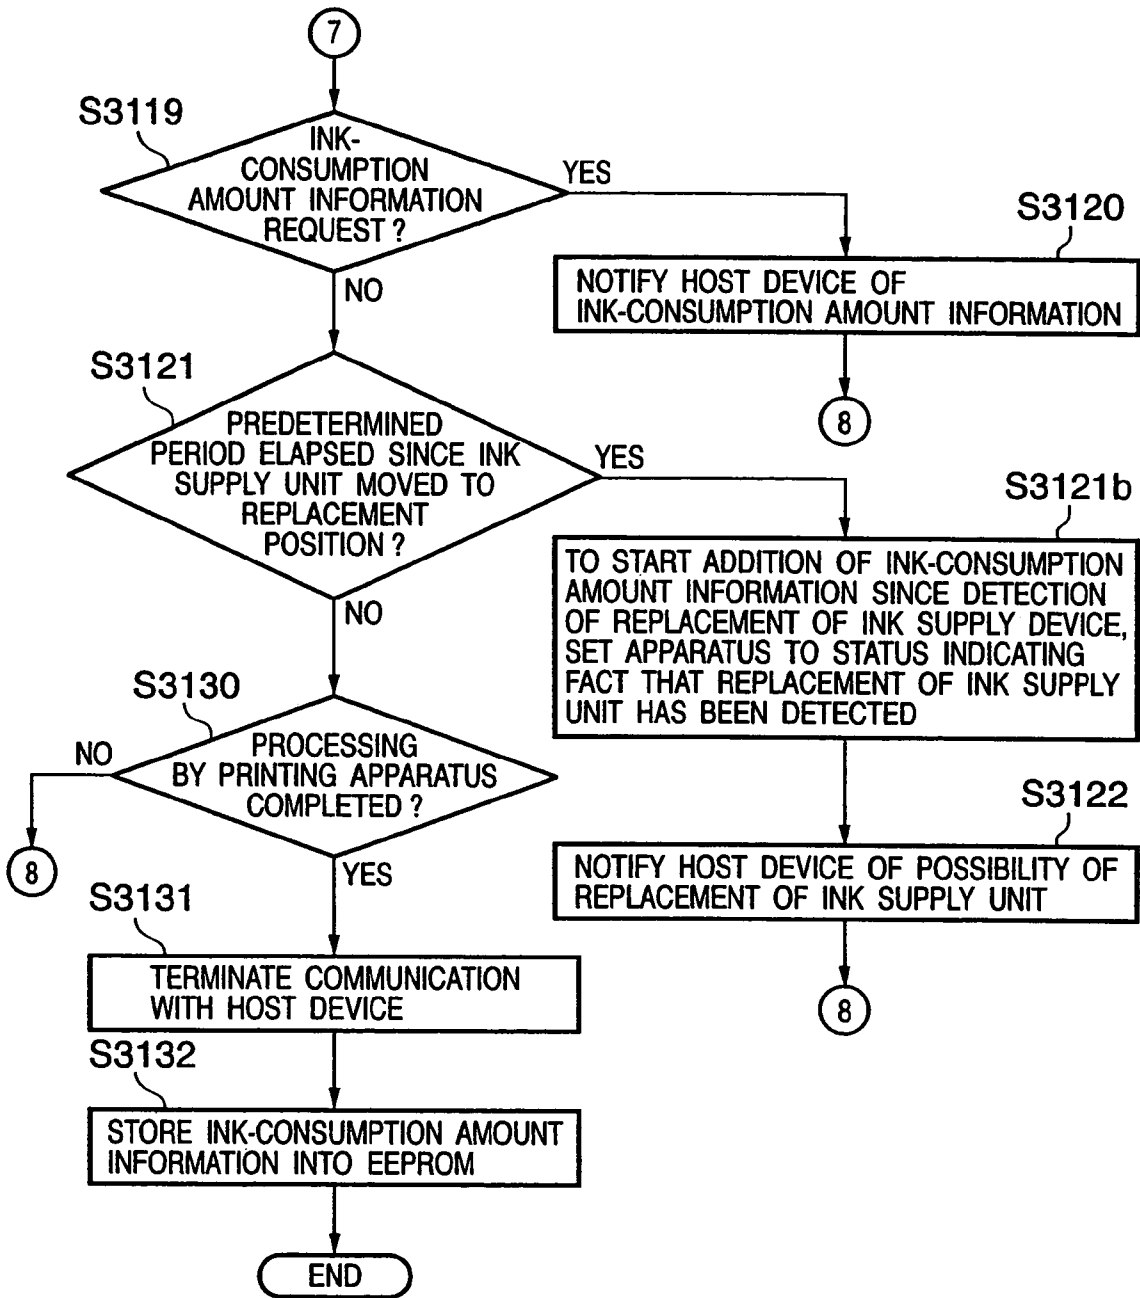 7
S3119
INK-
CONSUMPTION
AMOUNT INFORMATION
REQUEST ?
YES
NO
S3120
NOTIFY HOST DEVICE OF
INK-CONSUMPTION AMOUNT INFORMATION
8
S3121
PREDETERMINED
PERIOD ELAPSED SINCE INK
SUPPLY UNIT MOVED TO
REPLACEMENT
POSITION ?
YES
NO
S3121b
TO START ADDITION OF INK-CONSUMPTION
AMOUNT INFORMATION SINCE DETECTION
OF REPLACEMENT OF INK SUPPLY DEVICE,
SET APPARATUS TO STATUS INDICATING
FACT THAT REPLACEMENT OF INK SUPPLY
UNIT HAS BEEN DETECTED
S3122
NOTIFY HOST DEVICE OF POSSIBILITY OF
REPLACEMENT OF INK SUPPLY UNIT
8
S3130
PROCESSING
BY PRINTING APPARATUS
COMPLETED ?
NO
8
YES
S3131
TERMINATE COMMUNICATION
WITH HOST DEVICE
S3132
STORE INK-CONSUMPTION AMOUNT
INFORMATION INTO EEPROM
END